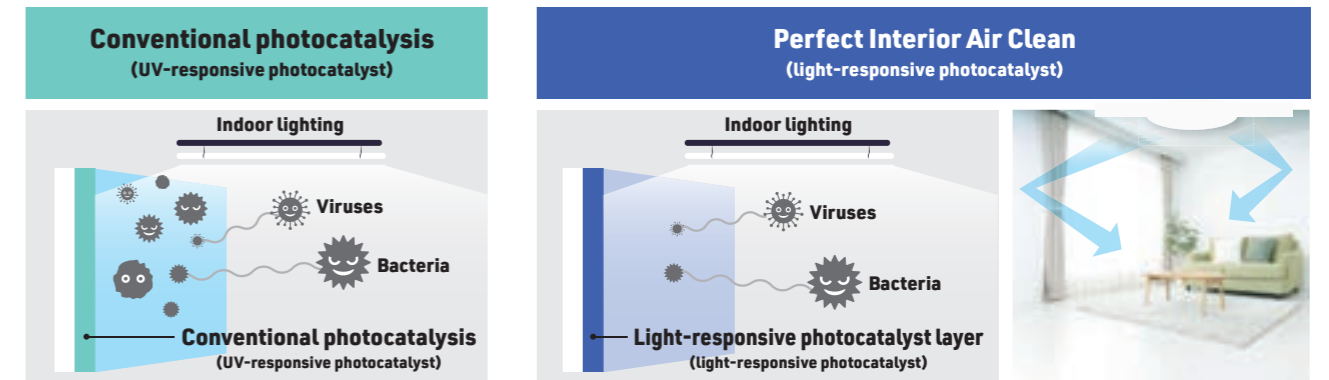 Conventional photocatalysis
(UV-responsive photocatalyst)
Indoor lighting
Viruses
Bacteria
Conventional photocatalysis
(UV-responsive photocatalyst)
Perfect Interior Air Clean
(light-responsive photocatalyst)
Indoor lighting
Viruses
Bacteria
Light-responsive photocatalyst layer
(light-responsive photocatalyst)